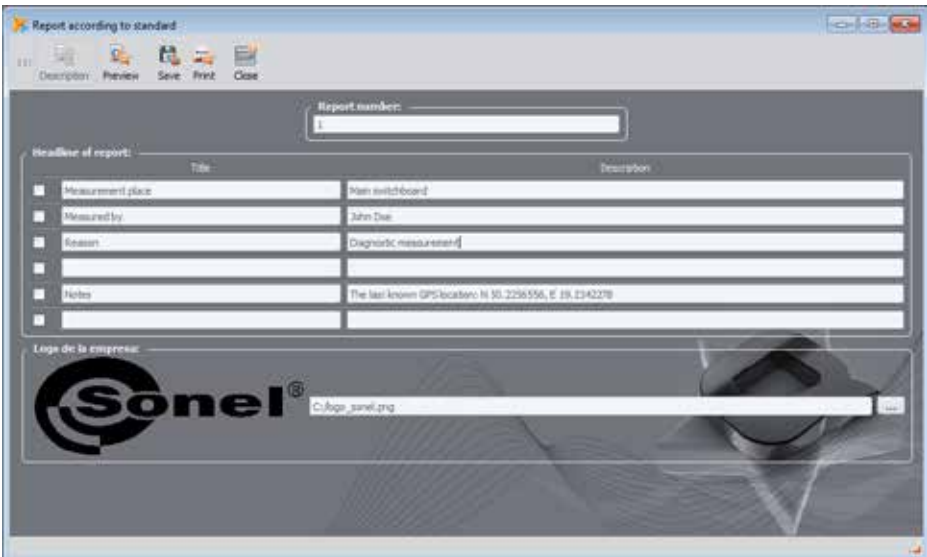 Report according to standard
Description Preview Save Print Close
Report number:
1
Headline of report:
Title Description
Measurement place Main switchboard
Measured by John Doe
Reason Diagnostic measurement
Notes The last known GPS location: N 50.2256556, E 19.2342278
Logo de la empresa:
Sonel®
C:/logo_sonel.png
...